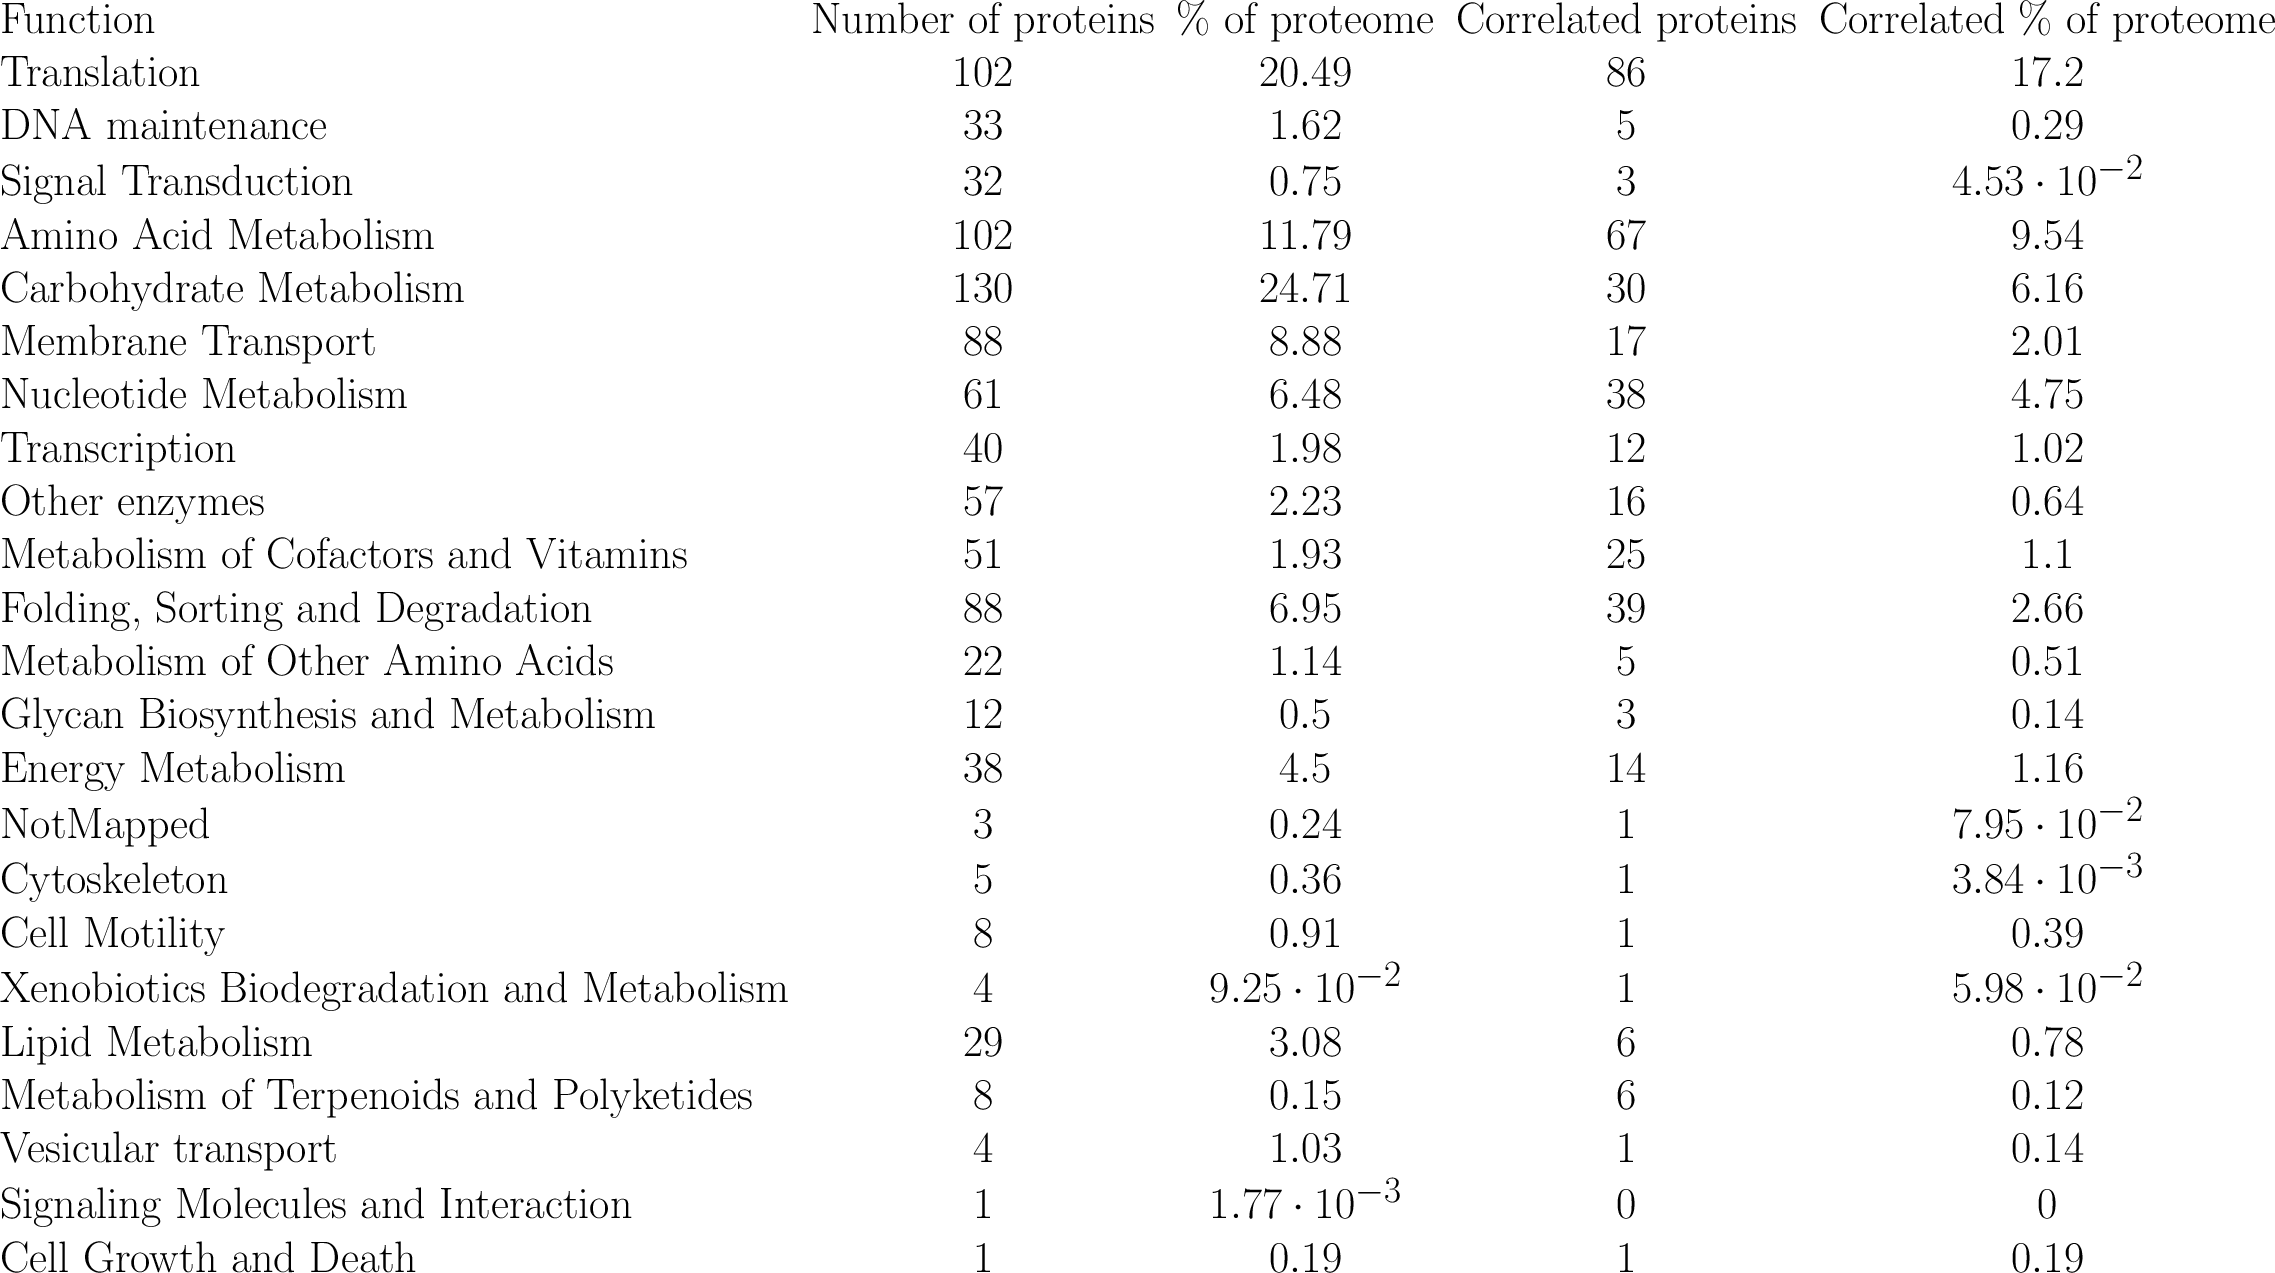 Function Number of proteins % of proteome Correlated proteins Correlated % of proteome
Translation 102 20.49 86 17.2
DNA maintenance 33 1.62 5 0.29
Signal Transduction 32 0.75 3 4.53 · 10⁻²
Amino Acid Metabolism 102 11.79 67 9.54
Carbohydrate Metabolism 130 24.71 30 6.16
Membrane Transport 88 8.88 17 2.01
Nucleotide Metabolism 61 6.48 38 4.75
Transcription 40 1.98 12 1.02
Other enzymes 57 2.23 16 0.64
Metabolism of Cofactors and Vitamins 51 1.93 25 1.1
Folding, Sorting and Degradation 88 6.95 39 2.66
Metabolism of Other Amino Acids 22 1.14 5 0.51
Glycan Biosynthesis and Metabolism 12 0.5 3 0.14
Energy Metabolism 38 4.5 14 1.16
NotMapped 3 0.24 1 7.95 · 10⁻²
Cytoskeleton 5 0.36 1 3.84 · 10⁻³
Cell Motility 8 0.91 1 0.39
Xenobiotics Biodegradation and Metabolism 4 9.25 · 10⁻² 1 5.98 · 10⁻²
Lipid Metabolism 29 3.08 6 0.78
Metabolism of Terpenoids and Polyketides 8 0.15 6 0.12
Vesicular transport 4 1.03 1 0.14
Signaling Molecules and Interaction 1 1.77 · 10⁻³ 0 0
Cell Growth and Death 1 0.19 1 0.19